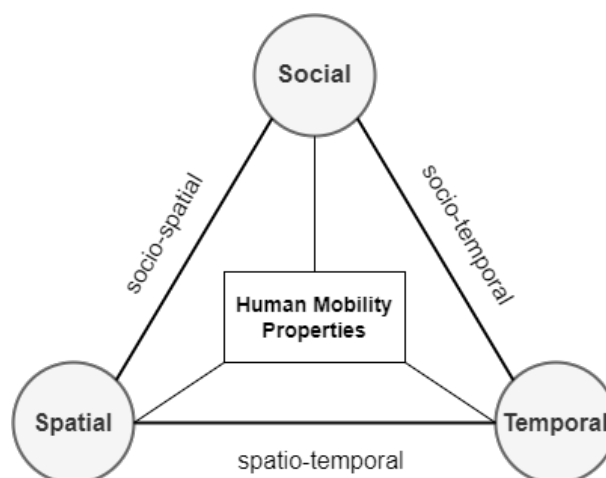 Social
socio-spatial
socio-temporal
Human Mobility
Properties
Spatial
Temporal
spatio-temporal